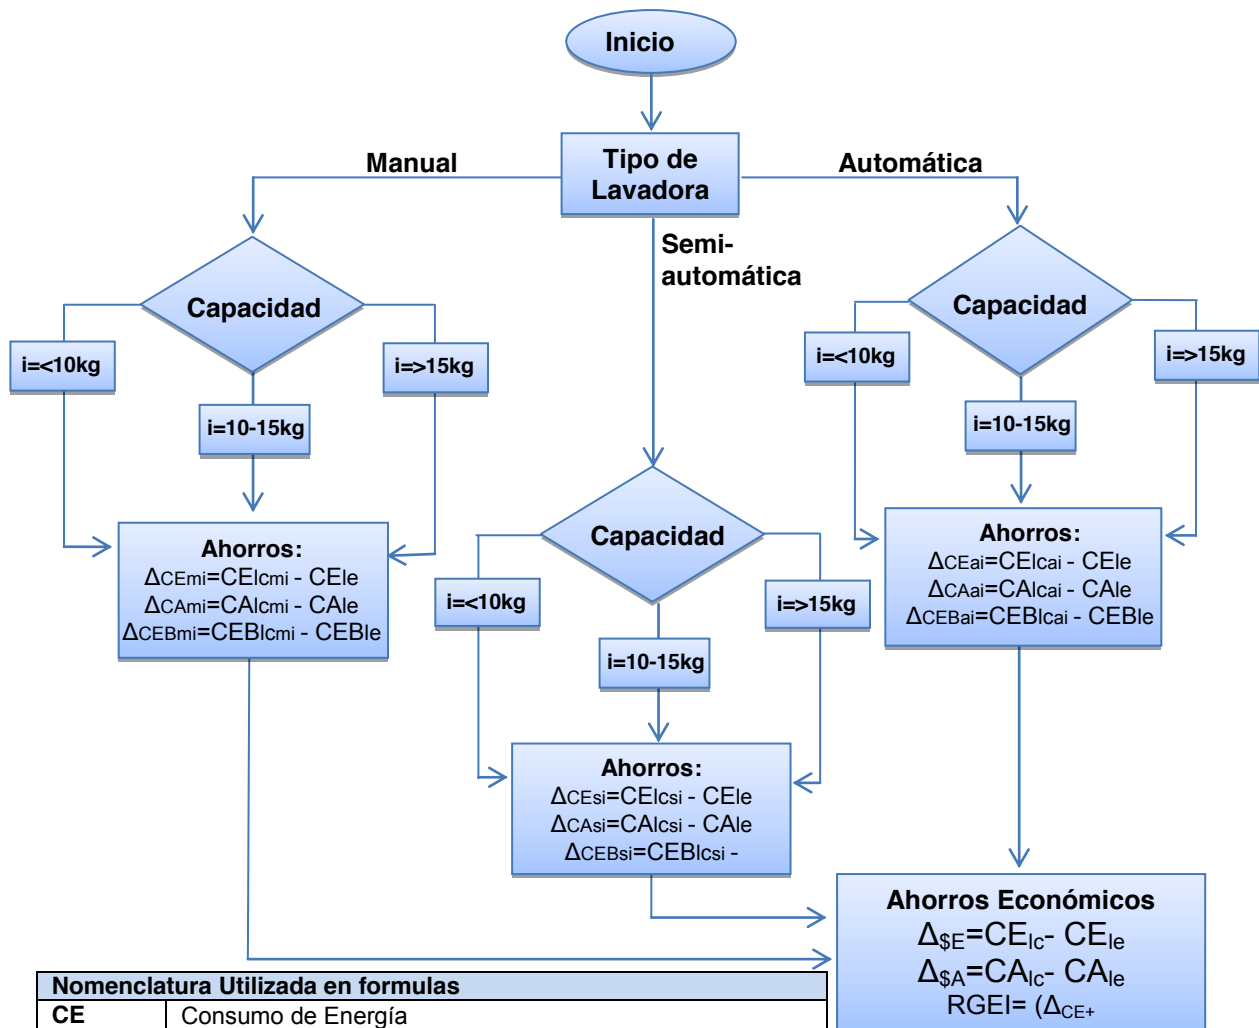 Inicio
Tipo de
Lavadora
Manual
Automática
Semi-
automática
Capacidad
i=<10kg
i=>15kg
i=10-15kg
Ahorros:
ΔCEmi=CElcmi - CEle
ΔCAmi=CAlcmi - CAle
ΔCEBmi=CEBlcmi - CEBle
Capacidad
i=<10kg
i=>15kg
i=10-15kg
Ahorros:
ΔCEsi=CElcsi - CEle
ΔCAsi=CAlcsi - CAle
ΔCEBsi=CEBlcsi -
Capacidad
i=<10kg
i=>15kg
i=10-15kg
Ahorros:
ΔCEai=CElcai - CEle
ΔCAai=CAlcai - CAle
ΔCEBai=CEBlcai - CEBle
Ahorros Económicos
Δ$E=CElc- CEle
Δ$A=CAlc- CAle
RGEI= (ΔCE+
Nomenclatura Utilizada en formulas
CE Consumo de Energía